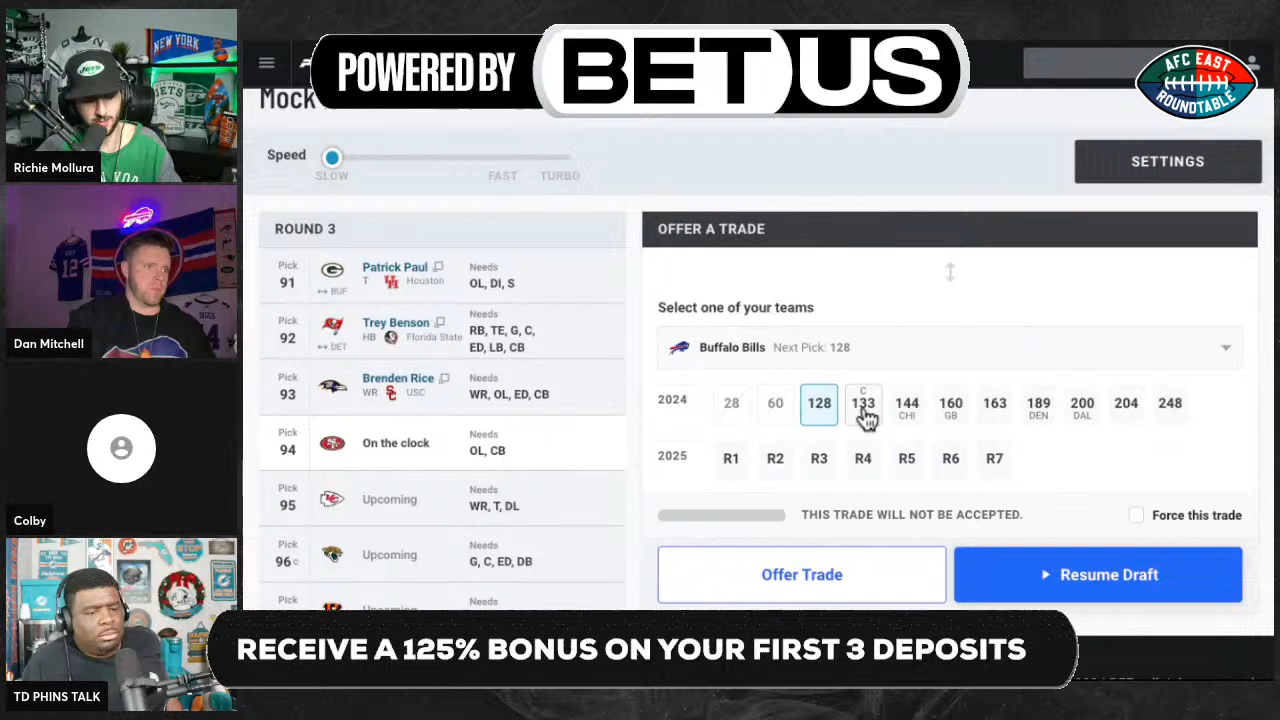 POWERED BY BETUS
AFC EAST
ROUNDTABLE
NEW YORK
JETS
Richie Mollura
12
DIGGS
Dan Mitchell
Colby
TD PHINS TALK
Mock
Speed
SLOW
FAST
TURBO
SETTINGS
ROUND 3
Pick
91
↔ BUF
Patrick Paul
T Houston
Needs
OL, DI, S
Pick
92
↔ DET
Trey Benson
HB Florida State
Needs
RB, TE, G, C,
ED, LB, CB
Pick
93
Brenden Rice
WR USC
Needs
WR, OL, ED, CB
Pick
94
On the clock
Needs
OL, CB
Pick
95
Upcoming
Needs
WR, T, DL
Pick
96 C
Upcoming
Needs
G, C, ED, DB
Pick
Upcoming
Needs
OFFER A TRADE
Select one of your teams
Buffalo Bills Next Pick: 128
2024
28
60
128
C
133
144
CHI
160
GB
163
189
DEN
200
DAL
204
248
2025
R1
R2
R3
R4
R5
R6
R7
THIS TRADE WILL NOT BE ACCEPTED.
Force this trade
Offer Trade
Resume Draft
RECEIVE A 125% BONUS ON YOUR FIRST 3 DEPOSITS